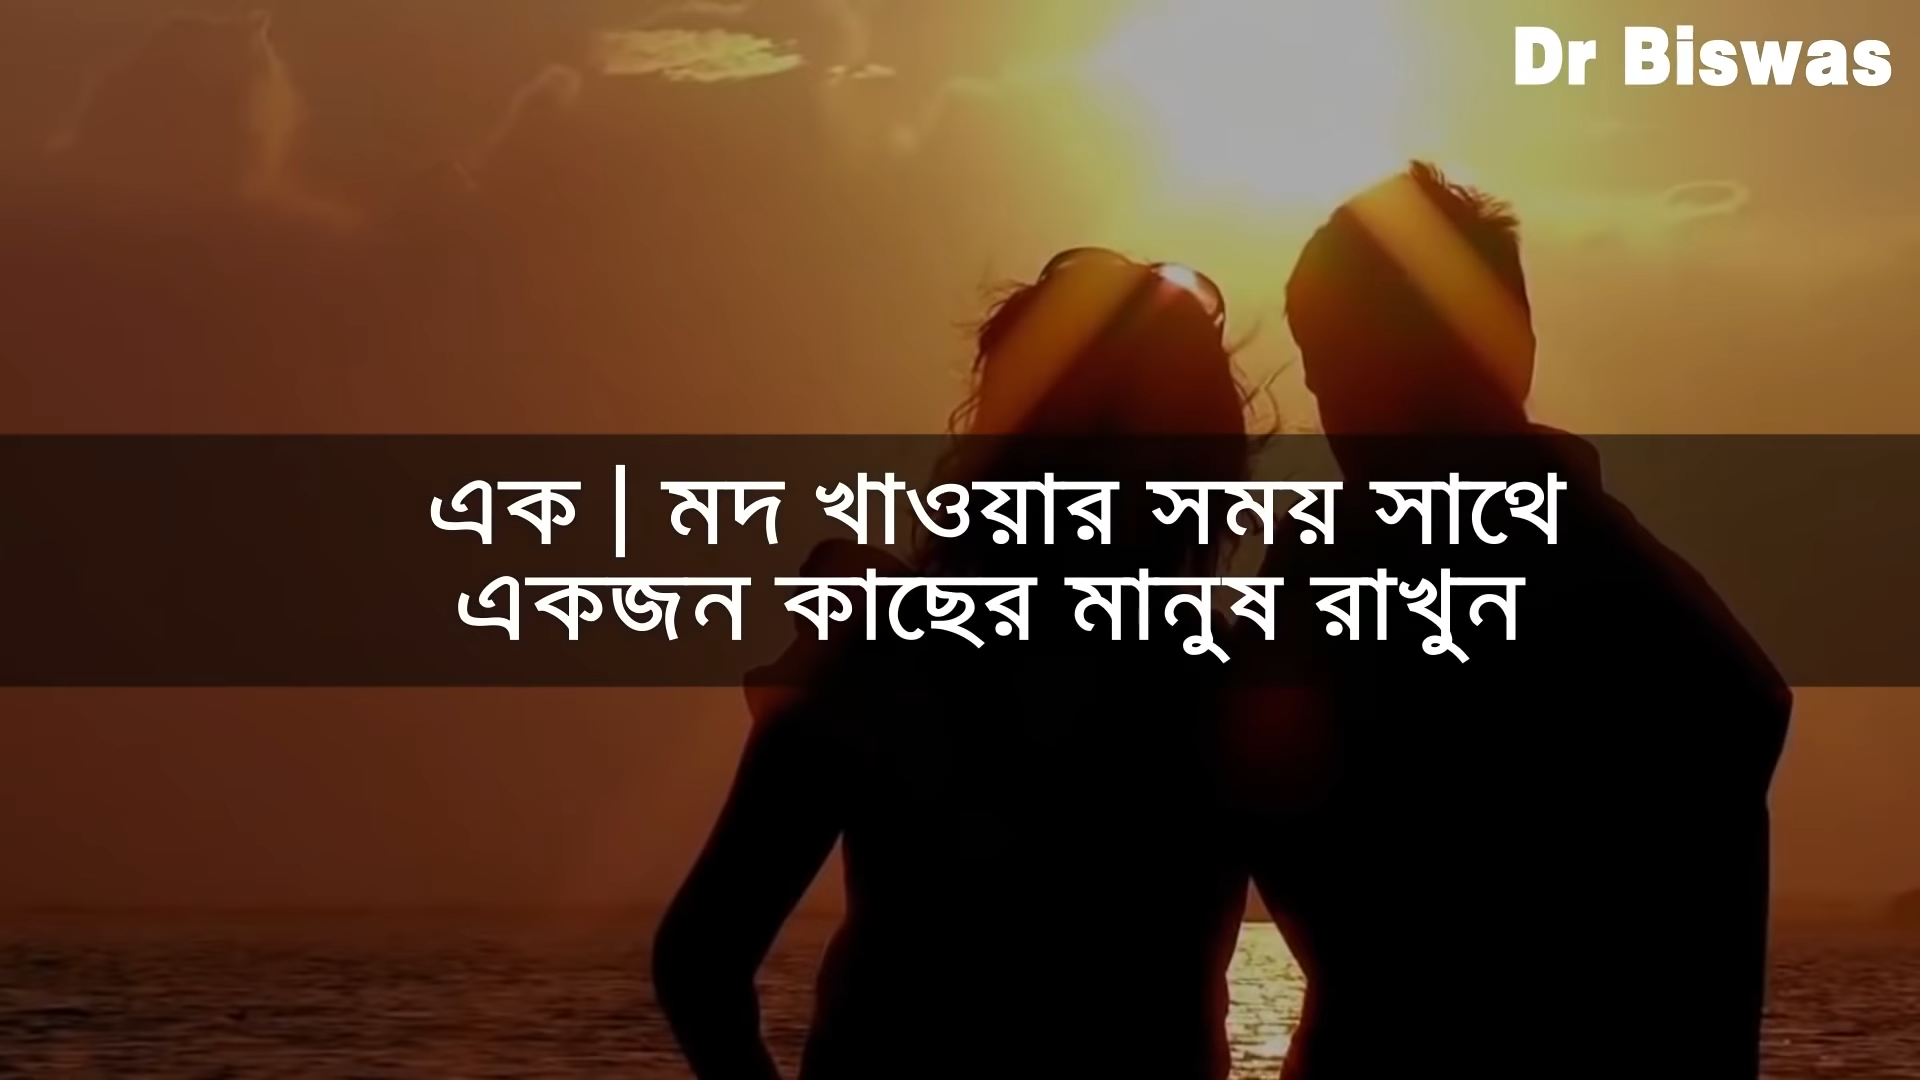 Dr Biswas
এক | মদ খাওয়ার সময় সাথে
একজন কাছের মানুষ রাখুন